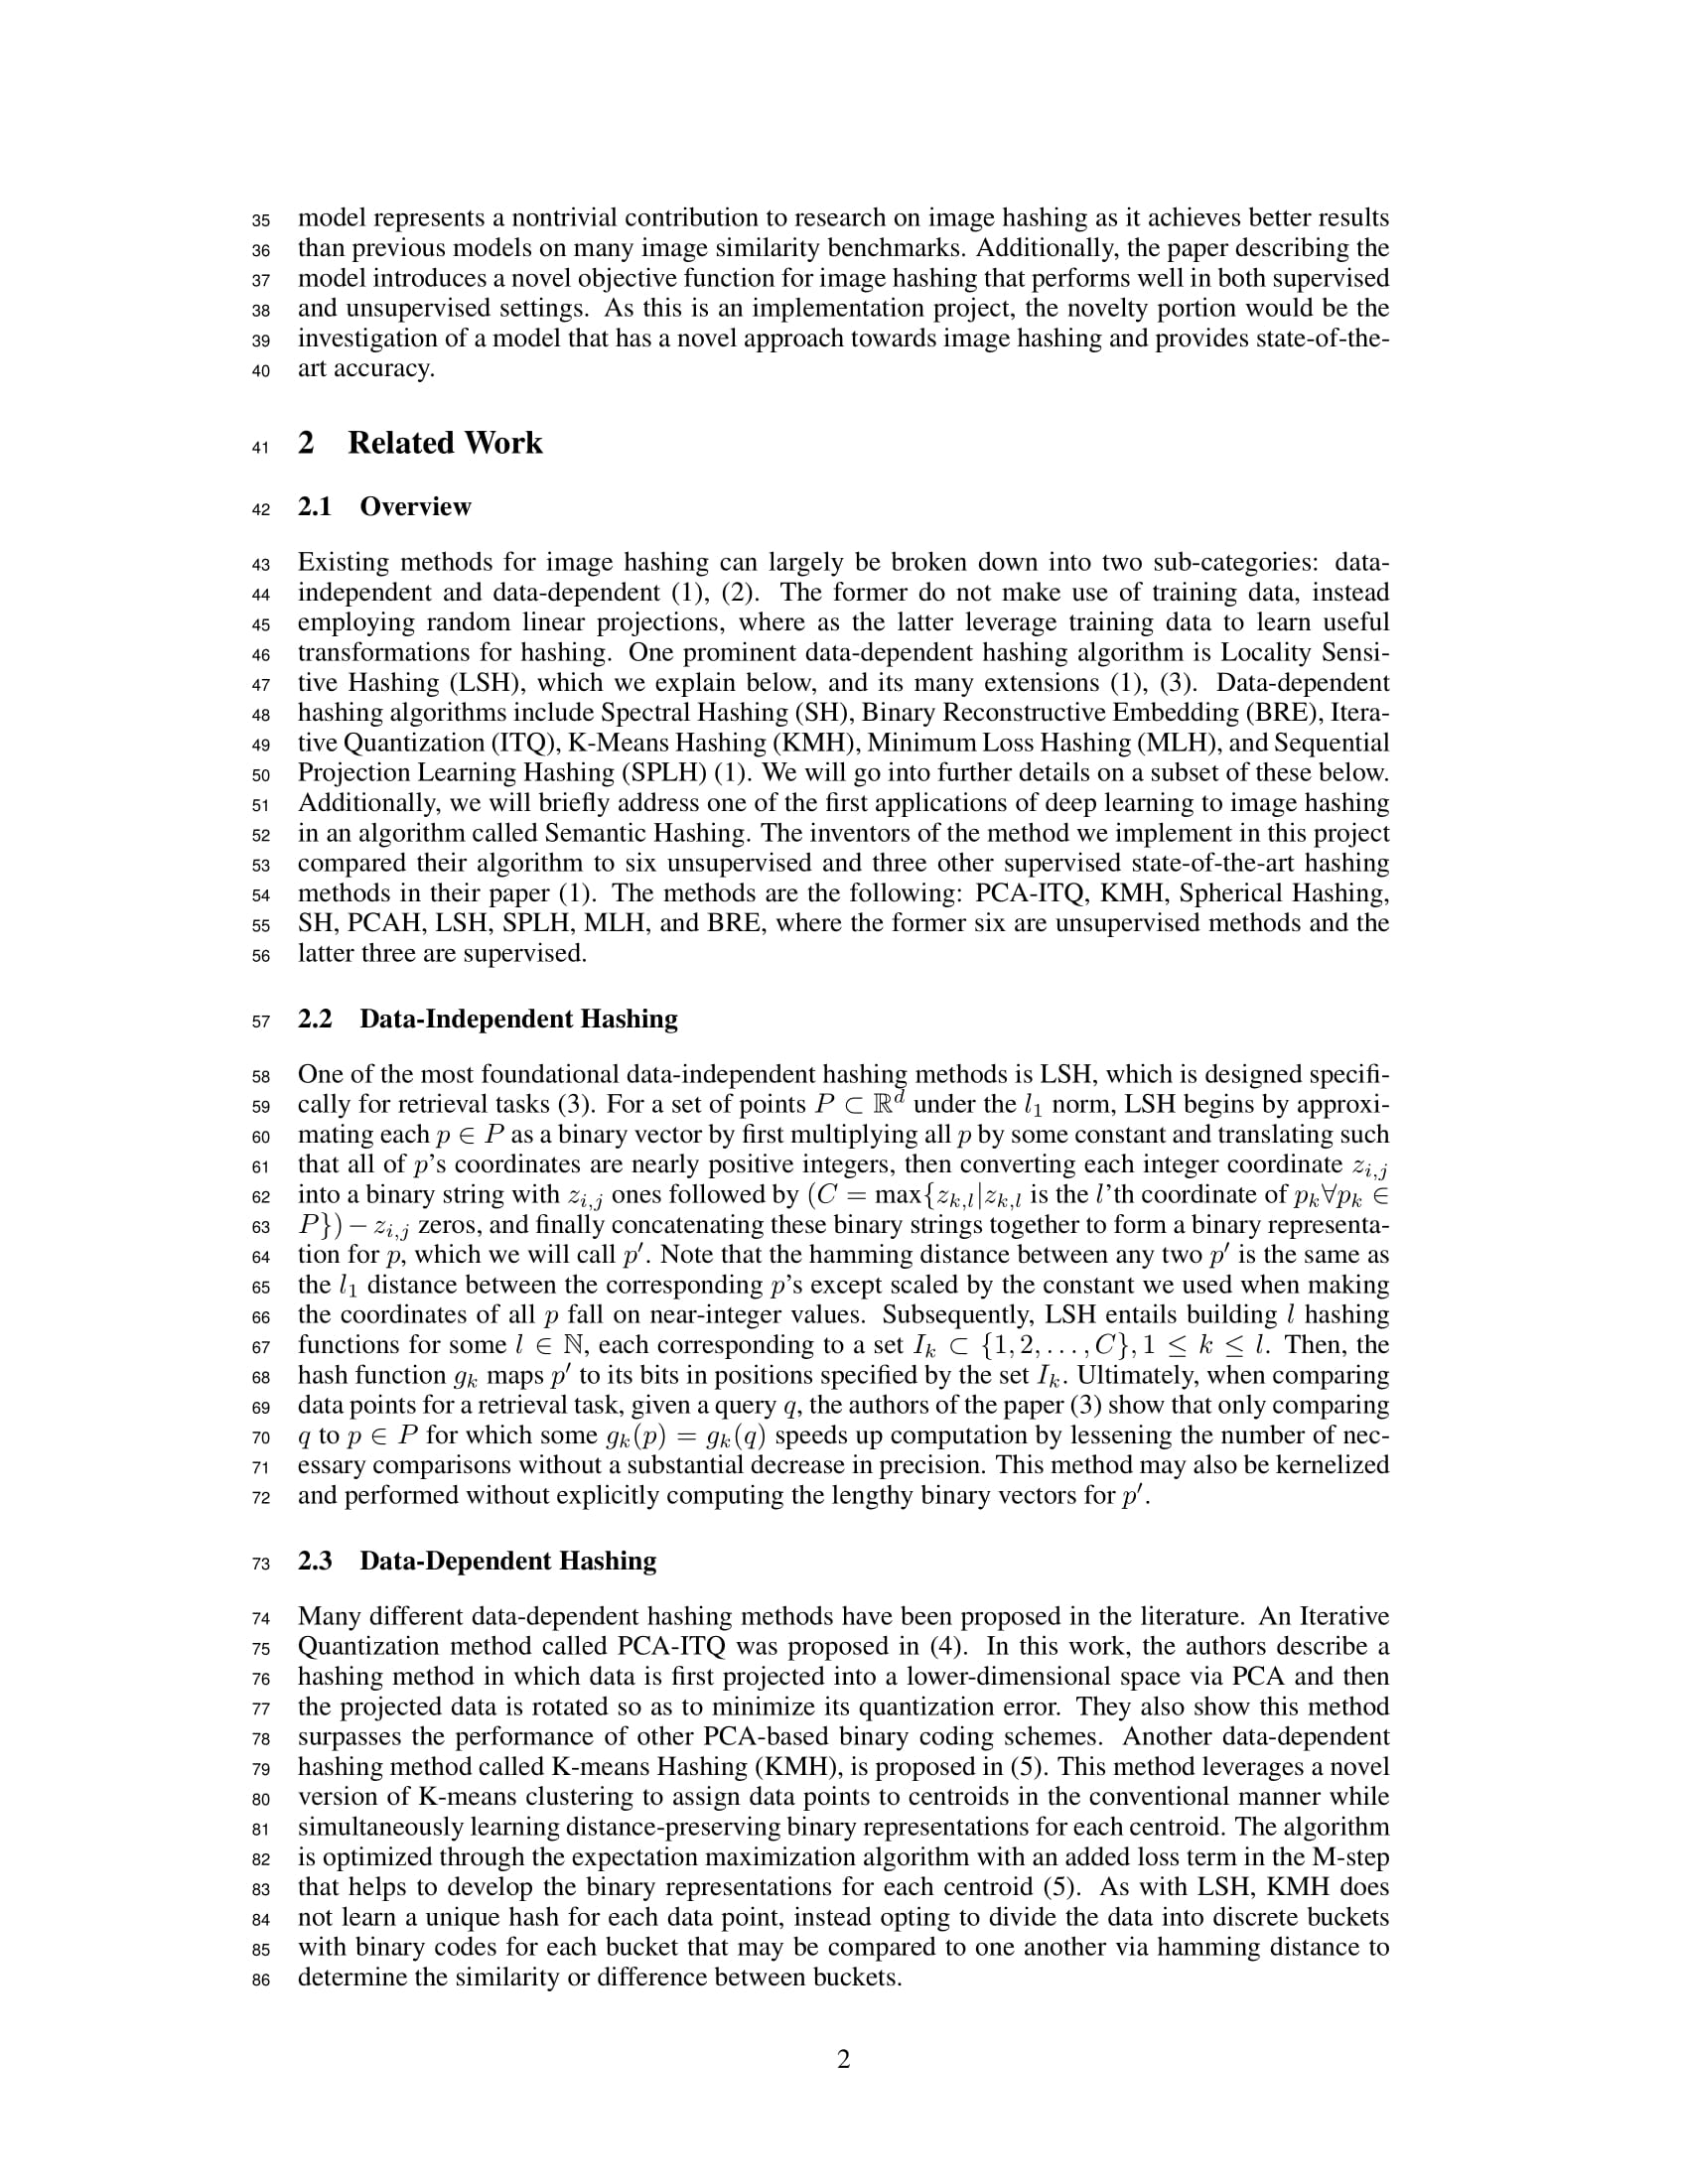 35 model represents a nontrivial contribution to research on image hashing as it achieves better results
36 than previous models on many image similarity benchmarks. Additionally, the paper describing the
37 model introduces a novel objective function for image hashing that performs well in both supervised
38 and unsupervised settings. As this is an implementation project, the novelty portion would be the
39 investigation of a model that has a novel approach towards image hashing and provides state-of-the-
40 art accuracy.
41 2 Related Work
42 2.1 Overview
43 Existing methods for image hashing can largely be broken down into two sub-categories: data-
44 independent and data-dependent (1), (2). The former do not make use of training data, instead
45 employing random linear projections, where as the latter leverage training data to learn useful
46 transformations for hashing. One prominent data-dependent hashing algorithm is Locality Sensi-
47 tive Hashing (LSH), which we explain below, and its many extensions (1), (3). Data-dependent
48 hashing algorithms include Spectral Hashing (SH), Binary Reconstructive Embedding (BRE), Itera-
49 tive Quantization (ITQ), K-Means Hashing (KMH), Minimum Loss Hashing (MLH), and Sequential
50 Projection Learning Hashing (SPLH) (1). We will go into further details on a subset of these below.
51 Additionally, we will briefly address one of the first applications of deep learning to image hashing
52 in an algorithm called Semantic Hashing. The inventors of the method we implement in this project
53 compared their algorithm to six unsupervised and three other supervised state-of-the-art hashing
54 methods in their paper (1). The methods are the following: PCA-ITQ, KMH, Spherical Hashing,
55 SH, PCAH, LSH, SPLH, MLH, and BRE, where the former six are unsupervised methods and the
56 latter three are supervised.
57 2.2 Data-Independent Hashing
58 One of the most foundational data-independent hashing methods is LSH, which is designed specifi-
59 cally for retrieval tasks (3). For a set of points $P \subset \mathbb{R}^d$ under the $l_1$ norm, LSH begins by approxi-
60 mating each $p \in P$ as a binary vector by first multiplying all $p$ by some constant and translating such
61 that all of $p$'s coordinates are nearly positive integers, then converting each integer coordinate $z_{i,j}$
62 into a binary string with $z_{i,j}$ ones followed by $(C = \max\{z_{k,l}|z_{k,l}$ is the $l$'th coordinate of $p_k \forall p_k \in$
63 $P\}) - z_{i,j}$ zeros, and finally concatenating these binary strings together to form a binary representa-
64 tion for $p$, which we will call $p'$. Note that the hamming distance between any two $p'$ is the same as
65 the $l_1$ distance between the corresponding $p$'s except scaled by the constant we used when making
66 the coordinates of all $p$ fall on near-integer values. Subsequently, LSH entails building $l$ hashing
67 functions for some $l \in \mathbb{N}$, each corresponding to a set $I_k \subset \{1, 2, \ldots, C\}, 1 \leq k \leq l$. Then, the
68 hash function $g_k$ maps $p'$ to its bits in positions specified by the set $I_k$. Ultimately, when comparing
69 data points for a retrieval task, given a query $q$, the authors of the paper (3) show that only comparing
70 $q$ to $p \in P$ for which some $g_k(p) = g_k(q)$ speeds up computation by lessening the number of nec-
71 essary comparisons without a substantial decrease in precision. This method may also be kernelized
72 and performed without explicitly computing the lengthy binary vectors for $p'$.
73 2.3 Data-Dependent Hashing
74 Many different data-dependent hashing methods have been proposed in the literature. An Iterative
75 Quantization method called PCA-ITQ was proposed in (4). In this work, the authors describe a
76 hashing method in which data is first projected into a lower-dimensional space via PCA and then
77 the projected data is rotated so as to minimize its quantization error. They also show this method
78 surpasses the performance of other PCA-based binary coding schemes. Another data-dependent
79 hashing method called K-means Hashing (KMH), is proposed in (5). This method leverages a novel
80 version of K-means clustering to assign data points to centroids in the conventional manner while
81 simultaneously learning distance-preserving binary representations for each centroid. The algorithm
82 is optimized through the expectation maximization algorithm with an added loss term in the M-step
83 that helps to develop the binary representations for each centroid (5). As with LSH, KMH does
84 not learn a unique hash for each data point, instead opting to divide the data into discrete buckets
85 with binary codes for each bucket that may be compared to one another via hamming distance to
86 determine the similarity or difference between buckets.
2